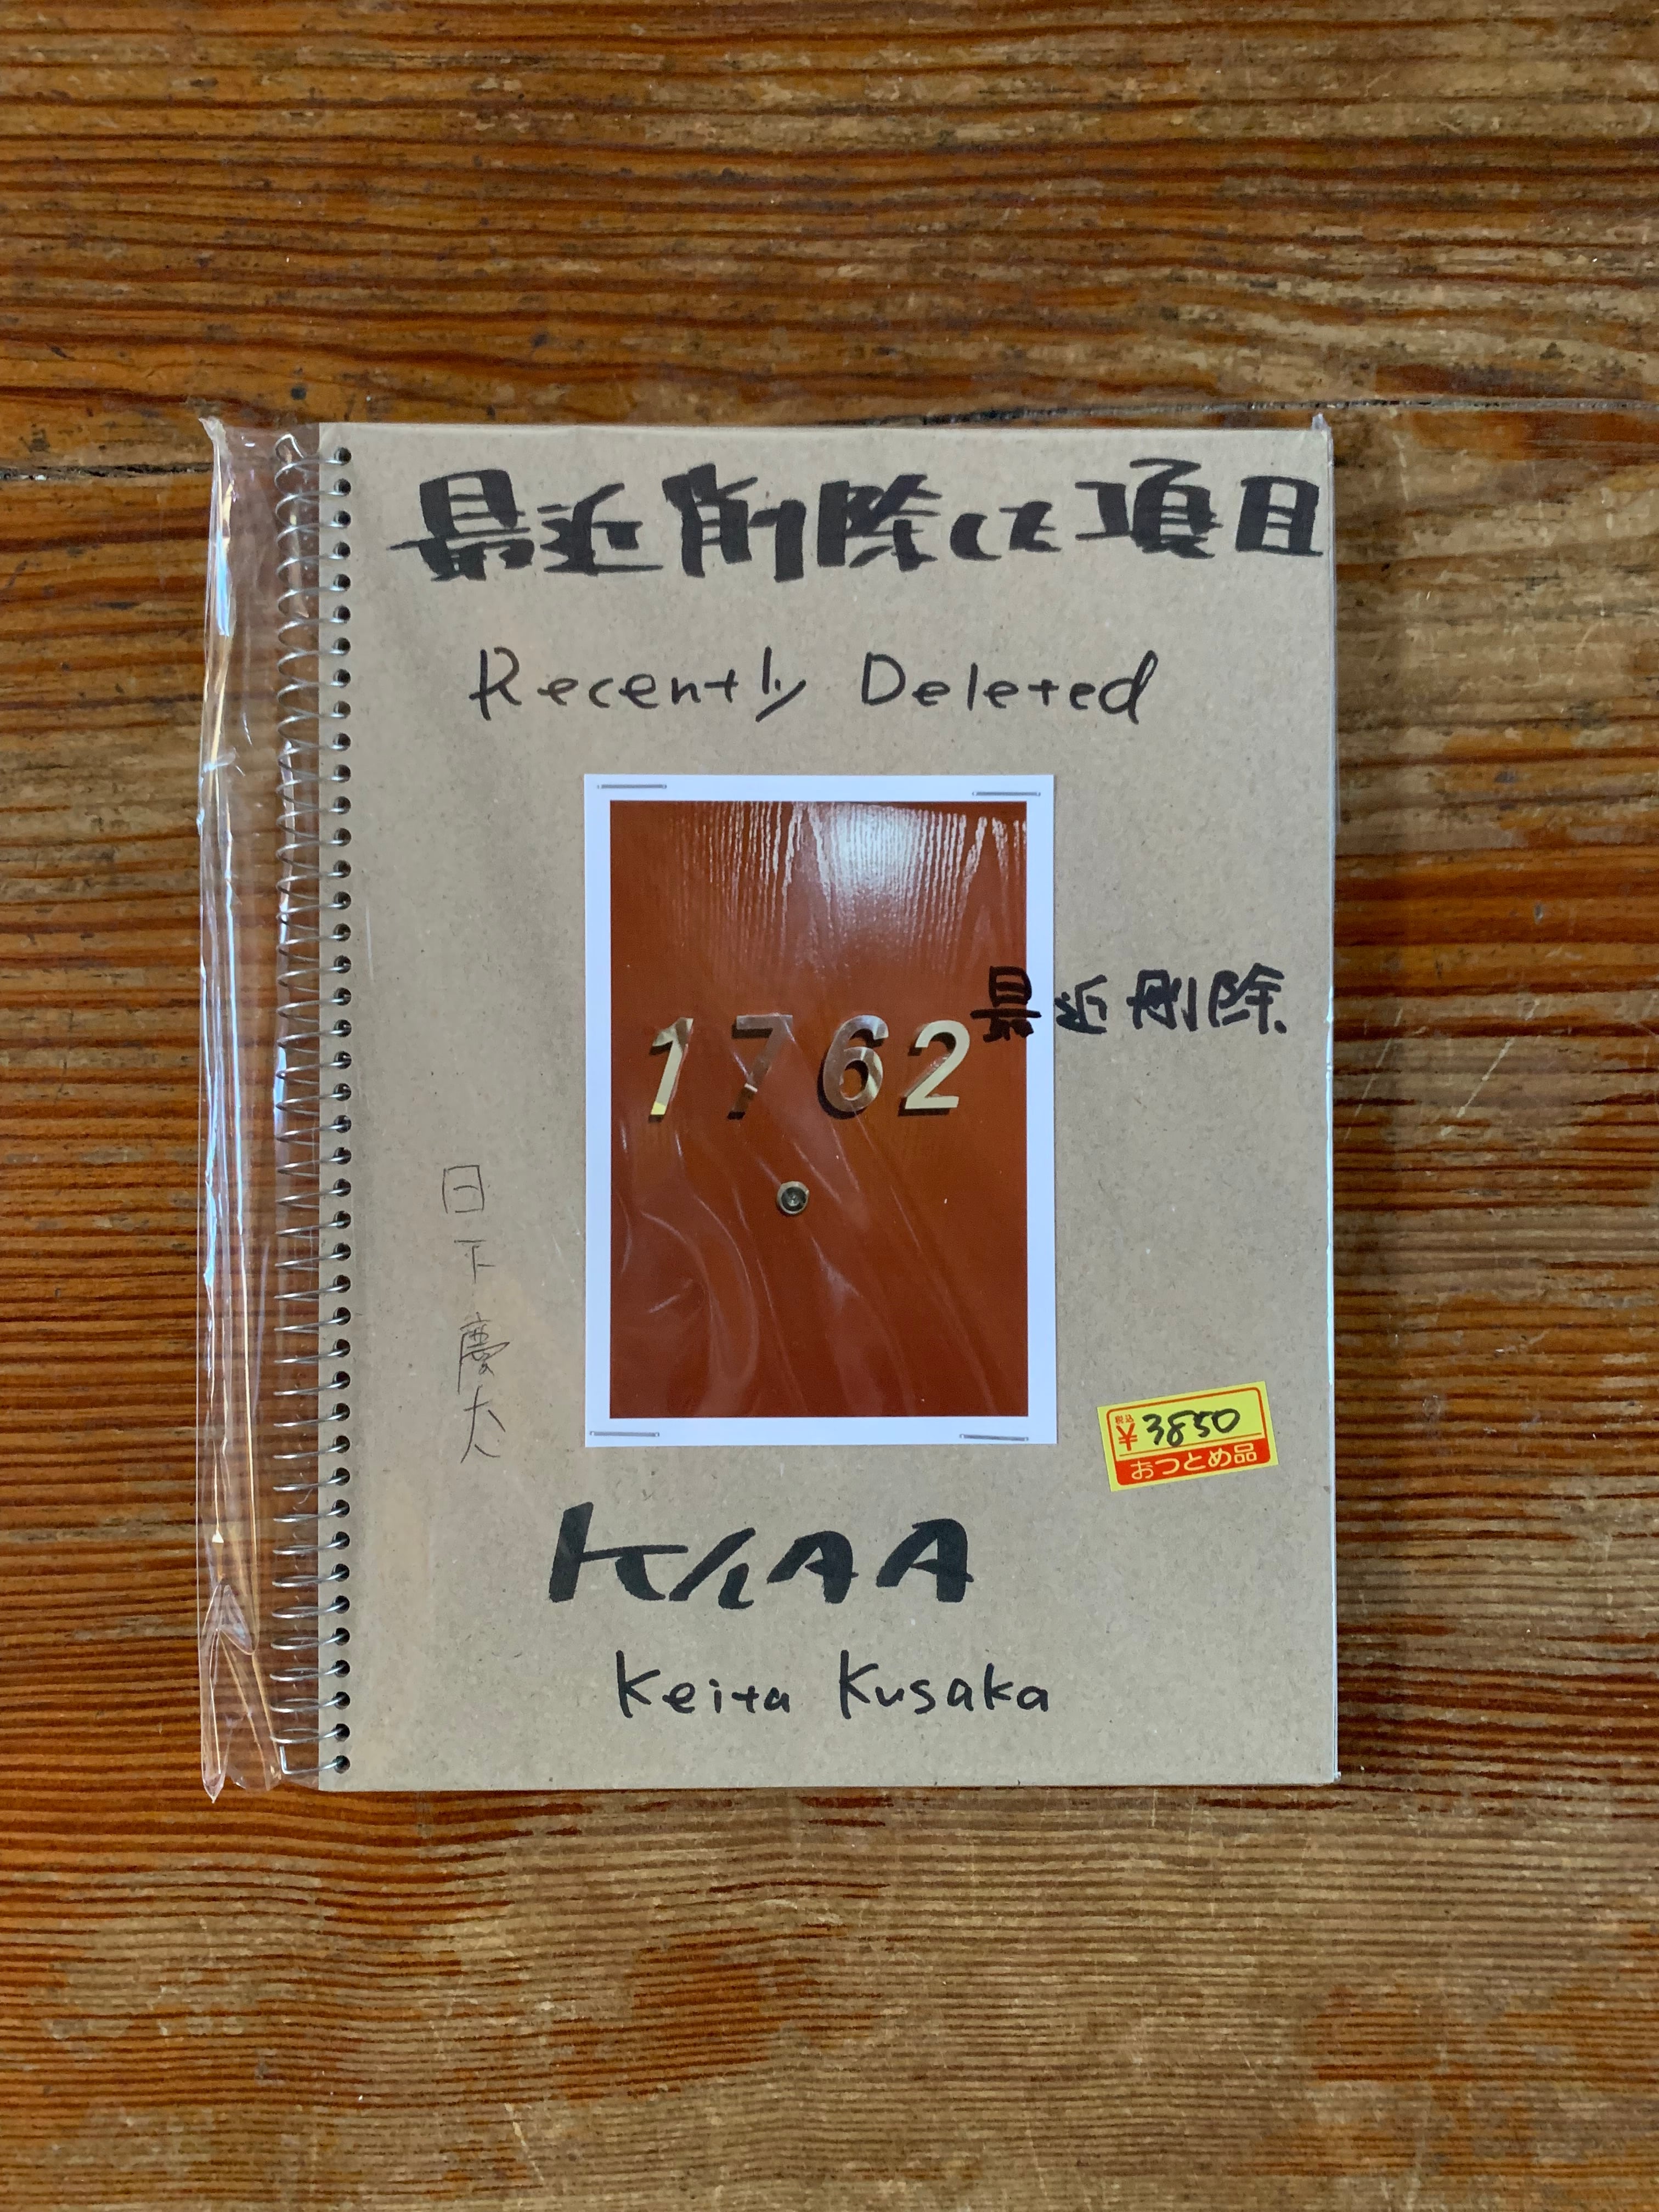 最近削除した項目
Recently Deleted
1762
最近削除
日下慶太
税込
¥3850
おつとめ品
Keita Kusaka